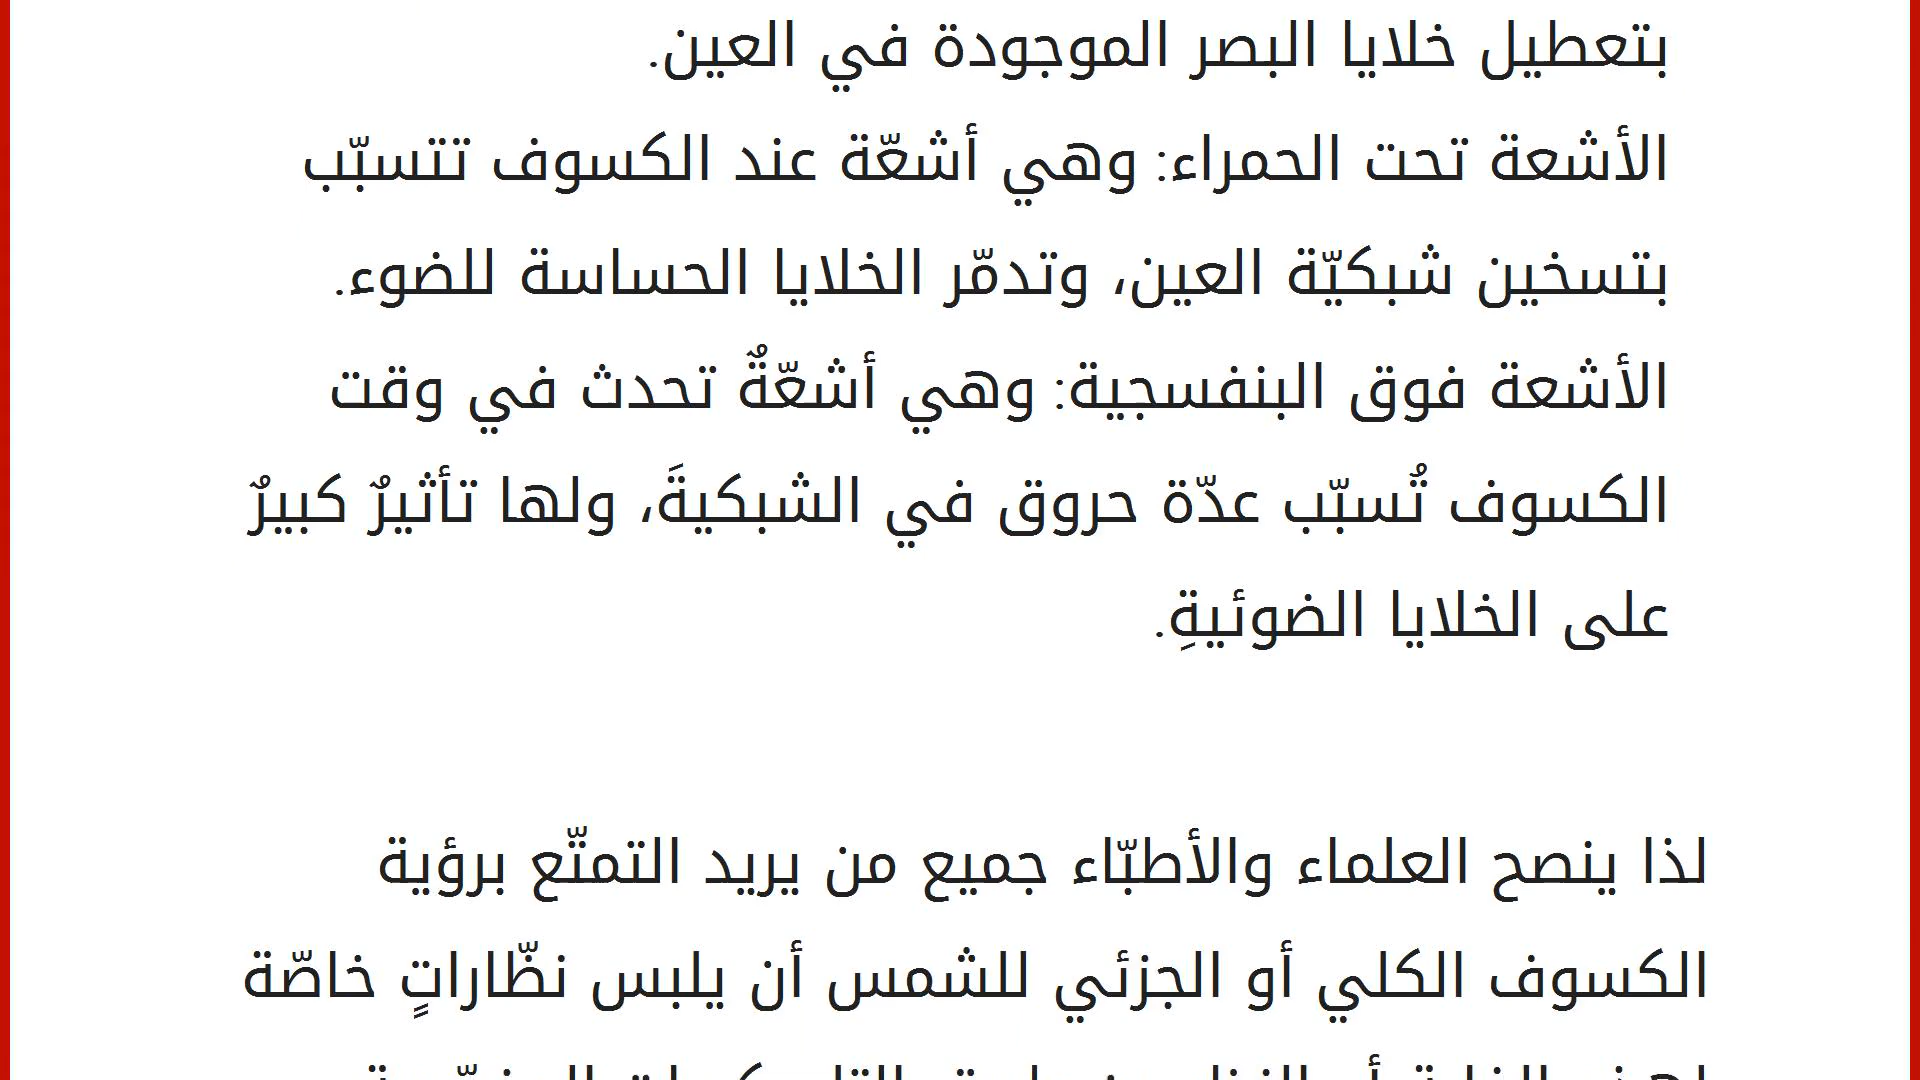 بتعطيل خلايا البصر الموجودة في العين.
الأشعة تحت الحمراء: وهي أشعّة عند الكسوف تتسبّب
بتسخين شبكيّة العين، وتدمّر الخلايا الحساسة للضوء.
الأشعة فوق البنفسجية: وهي أشعّةٌ تحدث في وقت
الكسوف تُسبّب عدّة حروق في الشبكيةَ، ولها تأثيرٌ كبيرٌ
على الخلايا الضوئيةِ.
لذا ينصح العلماء والأطبّاء جميع من يريد التمتّع برؤية
الكسوف الكلي أو الجزئي للشمس أن يلبس نظّاراتٍ خاصّة